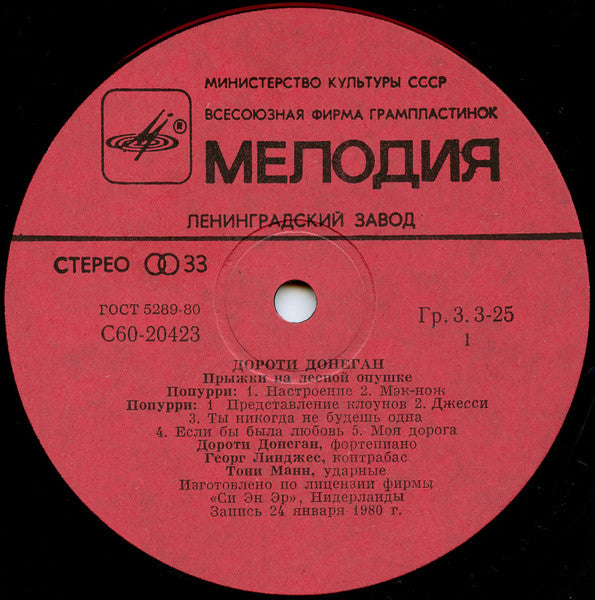 МИНИСТЕРСТВО КУЛЬТУРЫ СССР
ВСЕСОЮЗНАЯ ФИРМА ГРАМПЛАСТИНОК
®
МЕЛОДИЯ
ЛЕНИНГРАДСКИЙ ЗАВОД
СТЕРЕО 33
ГОСТ 5289-80
С60-20423
Гр. 3. 3-25
1
ДОРОТИ ДОНЕГАН
Прыжки на лесной опушке
Попурри: 1. Настроение 2. Мэк-нож
Попурри: 1 Представление клоунов 2. Джесси
3. Ты никогда не будешь одна
4. Если бы была любовь 5. Моя дорога
Дороти Донеган, фортепиано
Георг Линджес, контрабас
Тони Манн, ударные
Изготовлено по лицензии фирмы
«Си Эн Эр», Нидерланды
Запись 24 января 1980 г.